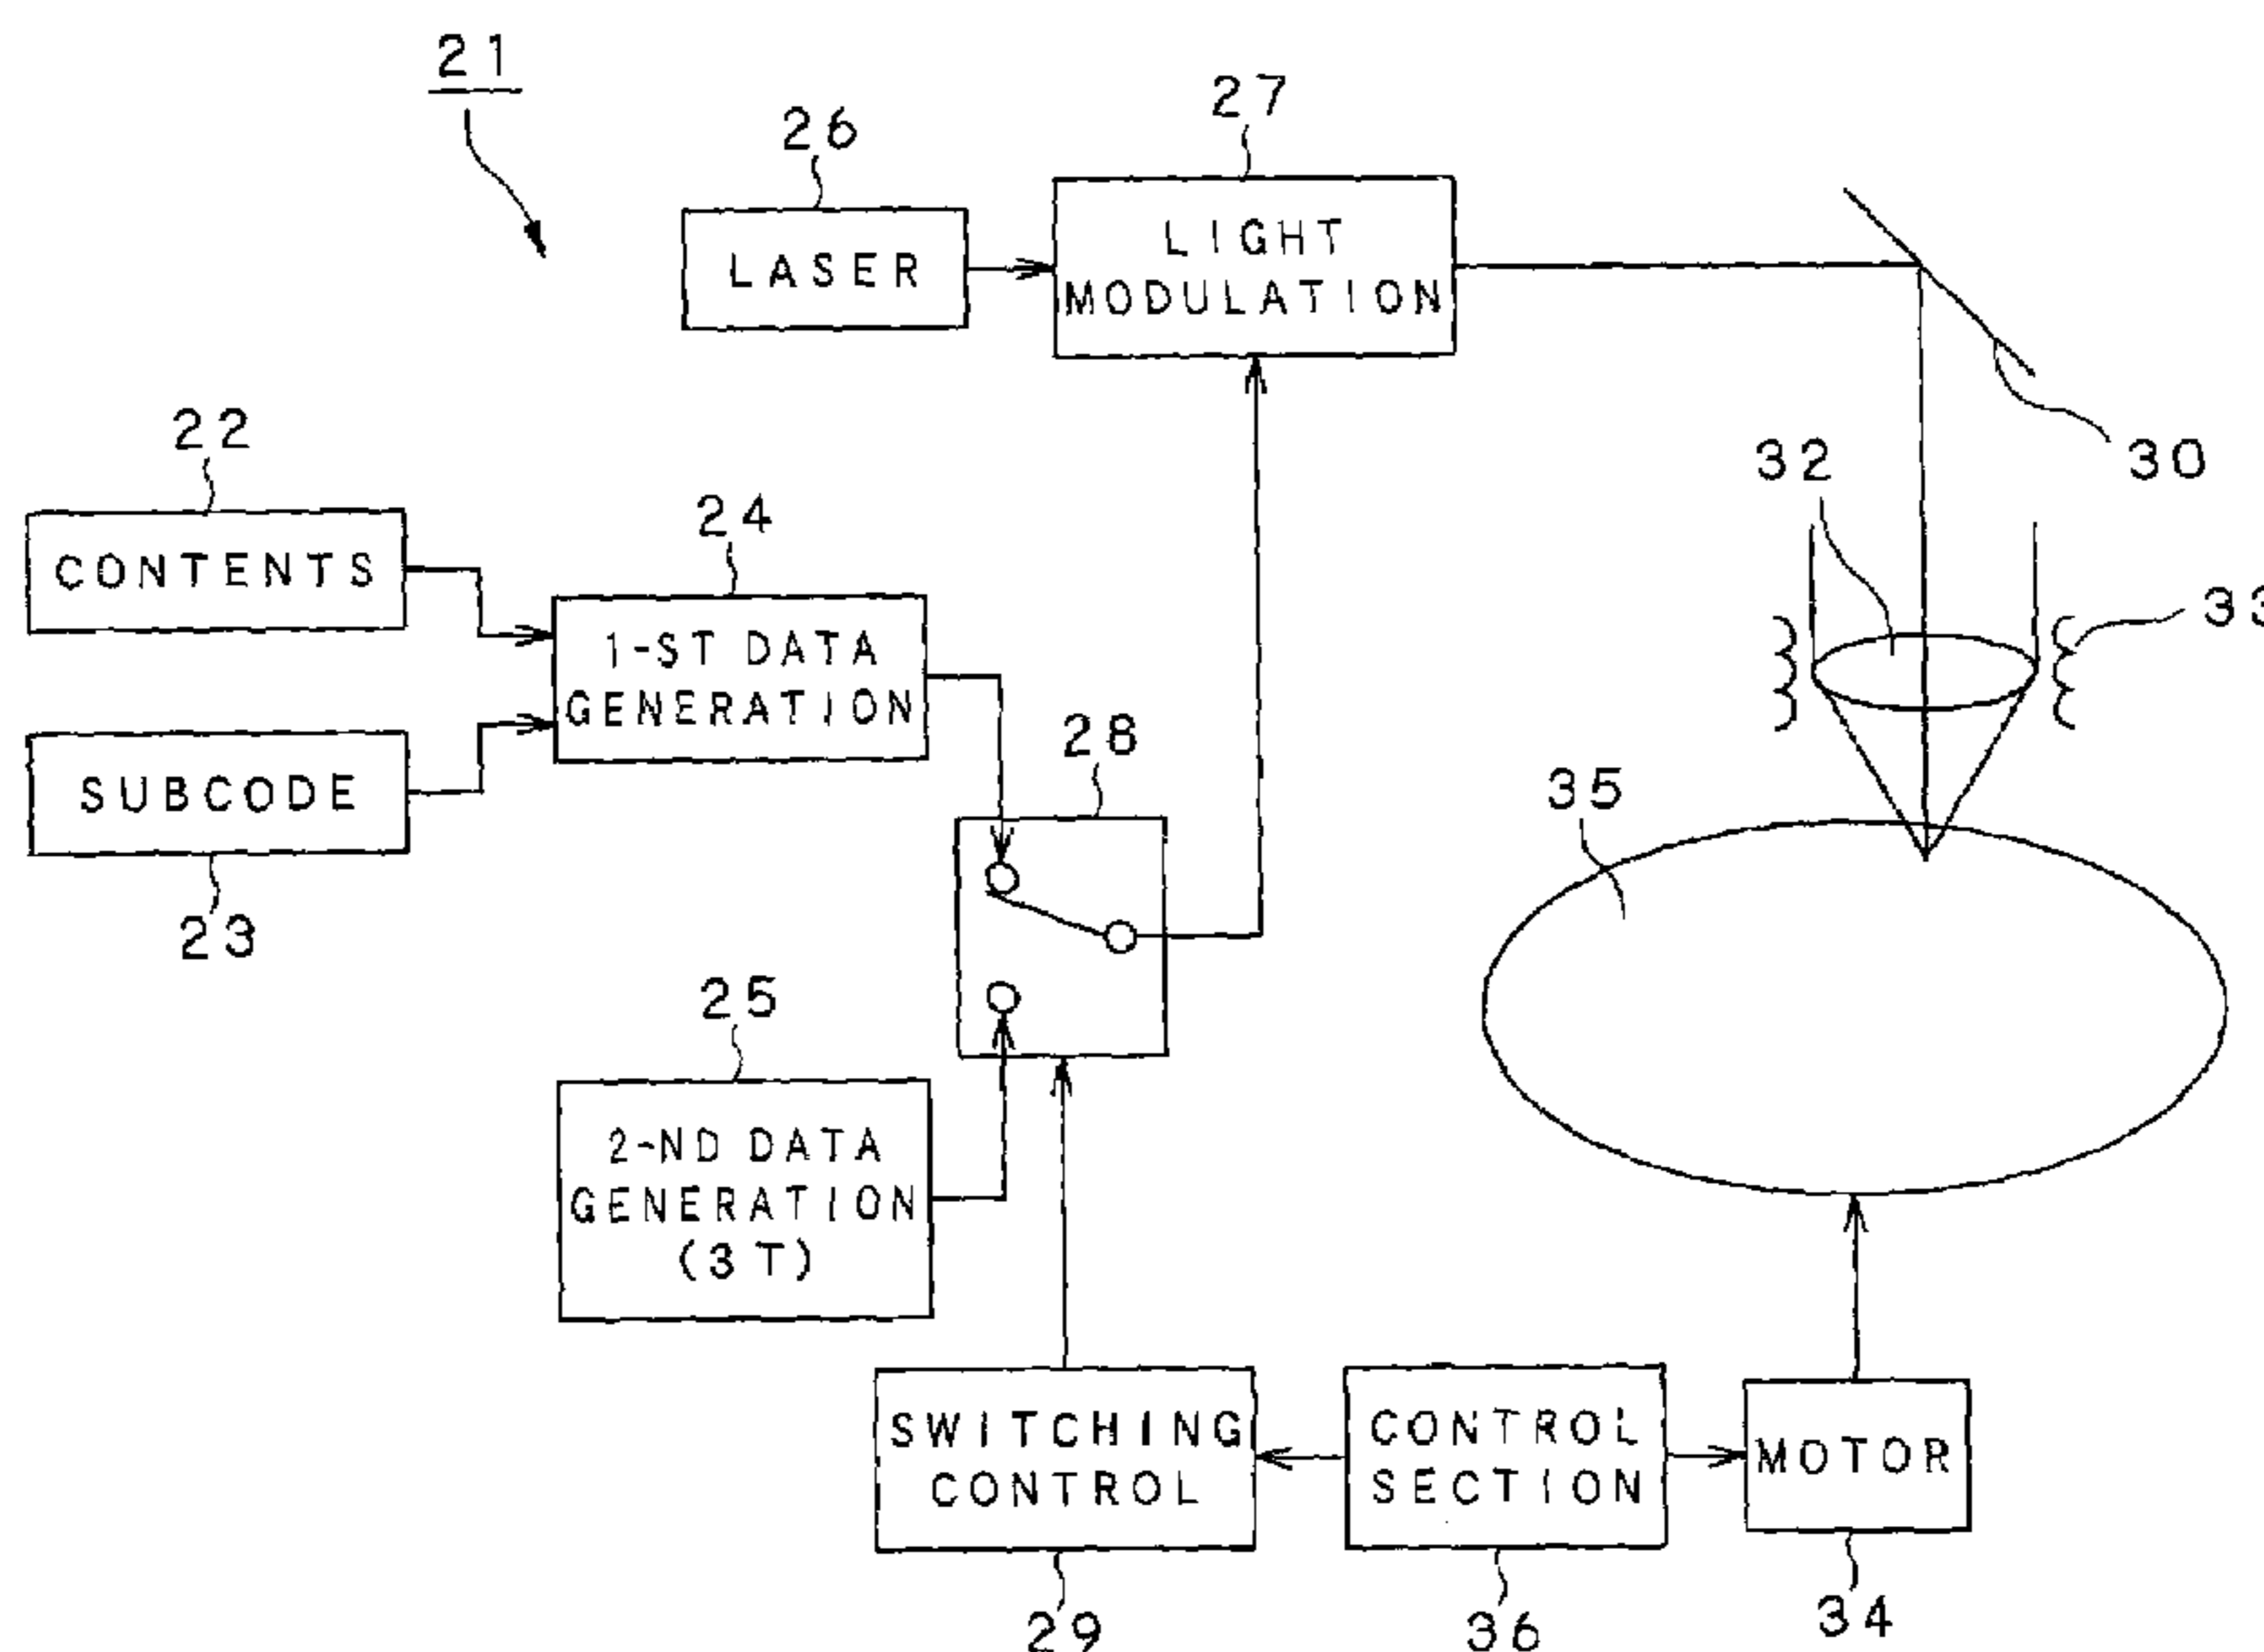 21
26
27
LASER
LIGHT
MODULATION
22
CONTENTS
24
1-ST DATA
GENERATION
32
30
33
SUBCODE
23
28
35
25
2-ND DATA
GENERATION
(3T)
SWITCHING
CONTROL
CONTROL
SECTION
MOTOR
29
36
34